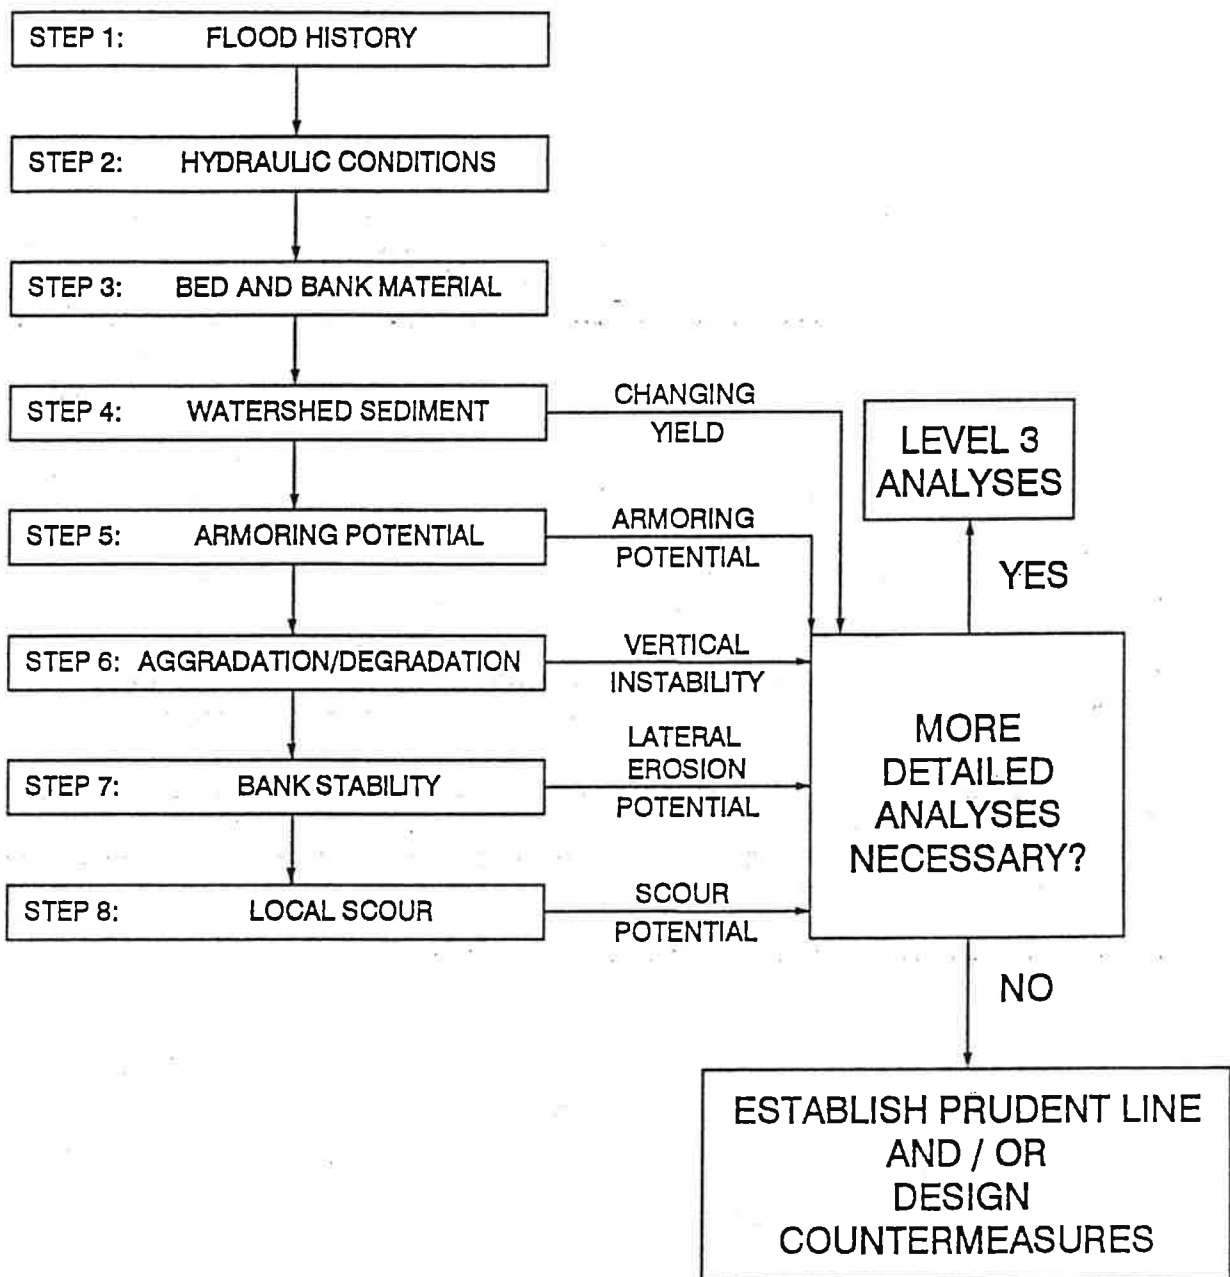 STEP 1: FLOOD HISTORY
STEP 2: HYDRAULIC CONDITIONS
STEP 3: BED AND BANK MATERIAL
STEP 4: WATERSHED SEDIMENT
CHANGING
YIELD
STEP 5: ARMORING POTENTIAL
ARMORING
POTENTIAL
STEP 6: AGGRADATION/DEGRADATION
VERTICAL
INSTABILITY
STEP 7: BANK STABILITY
LATERAL
EROSION
POTENTIAL
STEP 8: LOCAL SCOUR
SCOUR
POTENTIAL
LEVEL 3
ANALYSES
YES
MORE
DETAILED
ANALYSES
NECESSARY?
NO
ESTABLISH PRUDENT LINE
AND / OR
DESIGN
COUNTERMEASURES